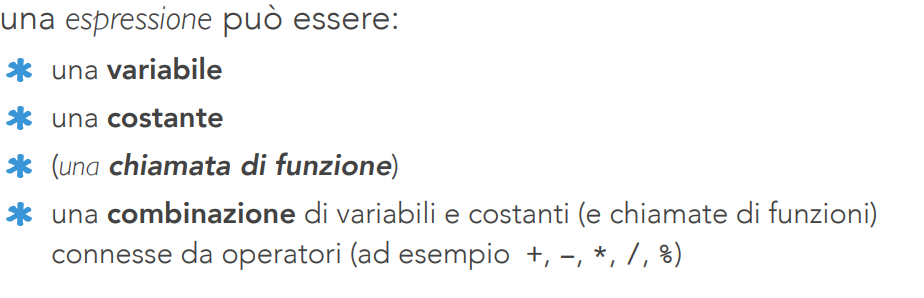 una espressione può essere:
* una variabile
* una costante
* (una chiamata di funzione)
* una combinazione di variabili e costanti (e chiamate di funzioni)
connesse da operatori (ad esempio +, −, *, /, %)